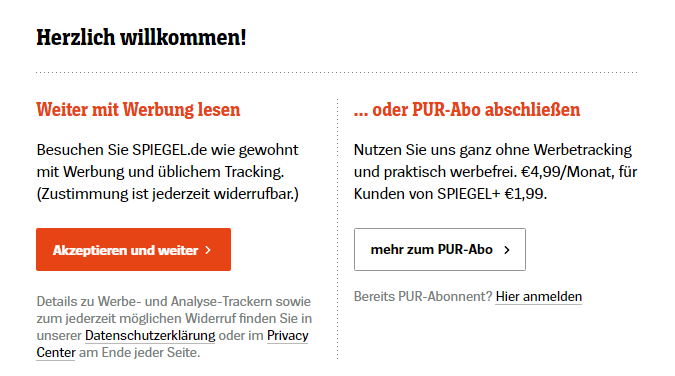 Herzlich willkommen!
Weiter mit Werbung lesen
Besuchen Sie SPIEGEL.de wie gewohnt
mit Werbung und üblichem Tracking.
(Zustimmung ist jederzeit widerrufbar.)
Akzeptieren und weiter >
Details zu Werbe- und Analyse-Trackern sowie
zum jederzeit möglichen Widerruf finden Sie in
unserer Datenschutzerklärung oder im Privacy
Center am Ende jeder Seite.
... oder PUR-Abo abschließen
Nutzen Sie uns ganz ohne Werbetracking
und praktisch werbefrei. €4,99/Monat, für
Kunden von SPIEGEL+ €1,99.
mehr zum PUR-Abo >
Bereits PUR-Abonnent? Hier anmelden